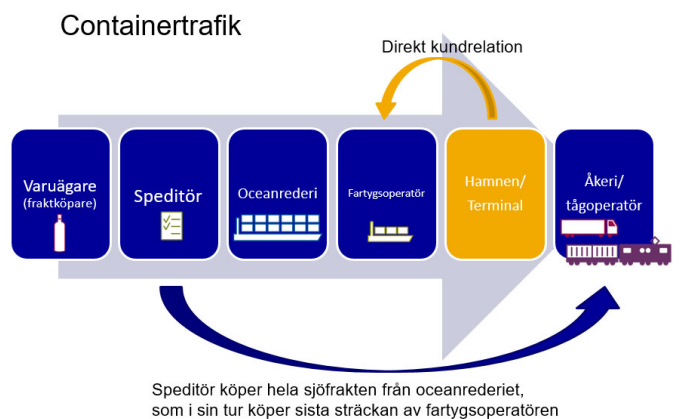 Containertrafik
Direkt kundrelation
Varuägare
(fraktköpare)
Speditör
Oceanrederi
Fartygsoperatör
Hamnen/
Terminal
Åkeri/
tågoperatör
Speditör köper hela sjöfrakten från oceanrederiet,
som i sin tur köper sista sträckan av fartygsoperatören